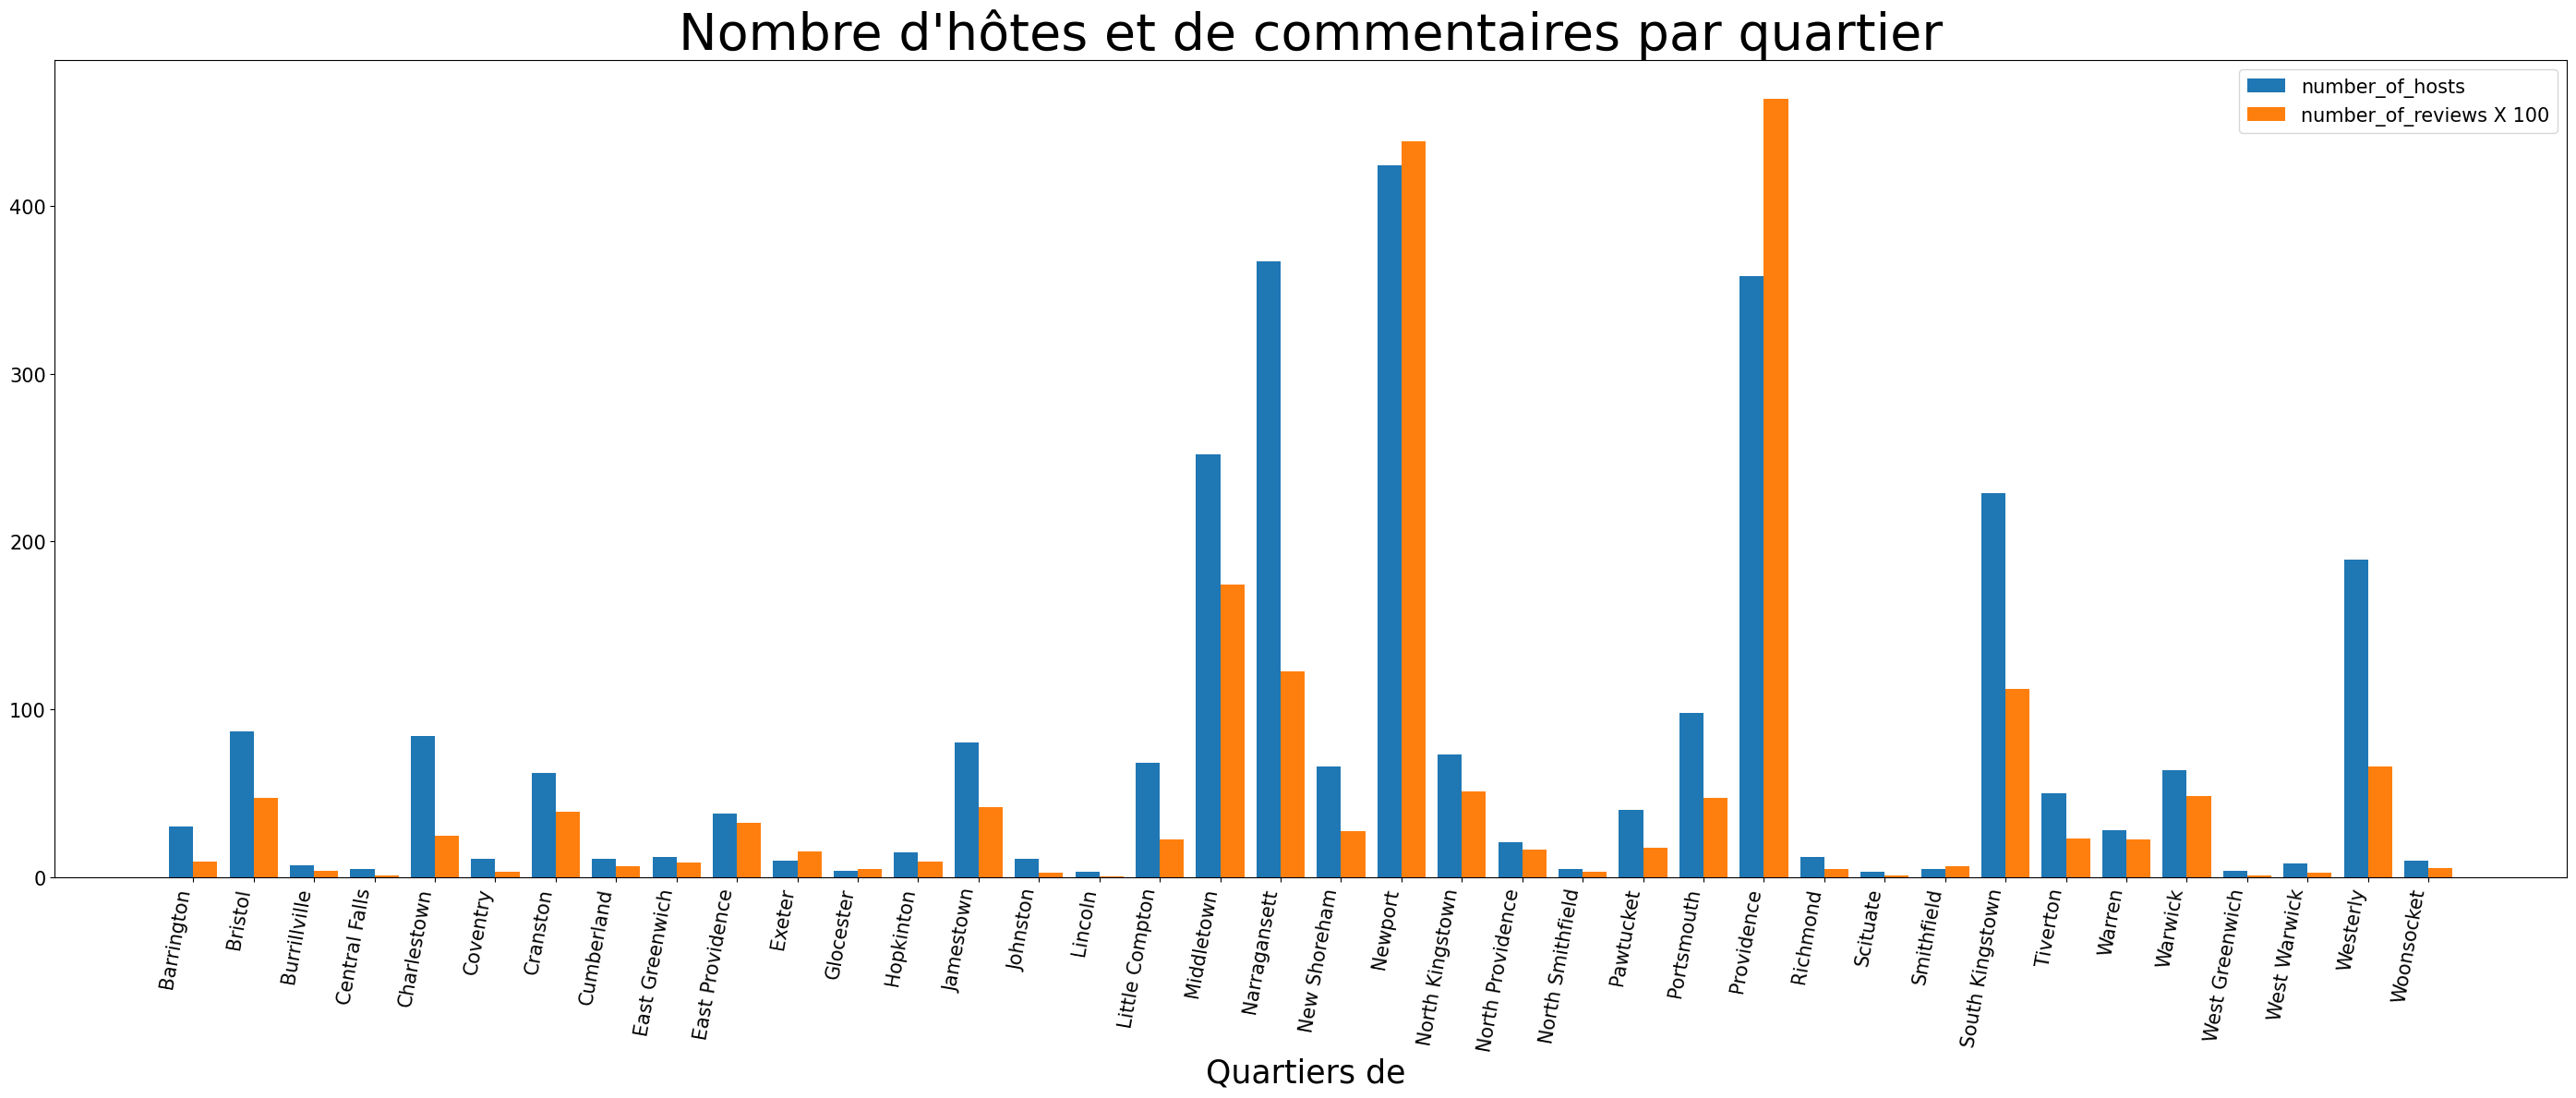 Nombre d'hôtes et de commentaires par quartier
number_of_hosts
number_of_reviews X 100
400
300
200
100
0
Barrington
Bristol
Burrillville
Central Falls
Charlestown
Coventry
Cranston
Cumberland
East Greenwich
East Providence
Exeter
Glocester
Hopkinton
Jamestown
Johnston
Lincoln
Little Compton
Middletown
Narragansett
New Shoreham
Newport
North Kingstown
North Providence
North Smithfield
Pawtucket
Portsmouth
Providence
Richmond
Scituate
Smithfield
South Kingstown
Tiverton
Warren
Warwick
West Greenwich
West Warwick
Westerly
Woonsocket
Quartiers de